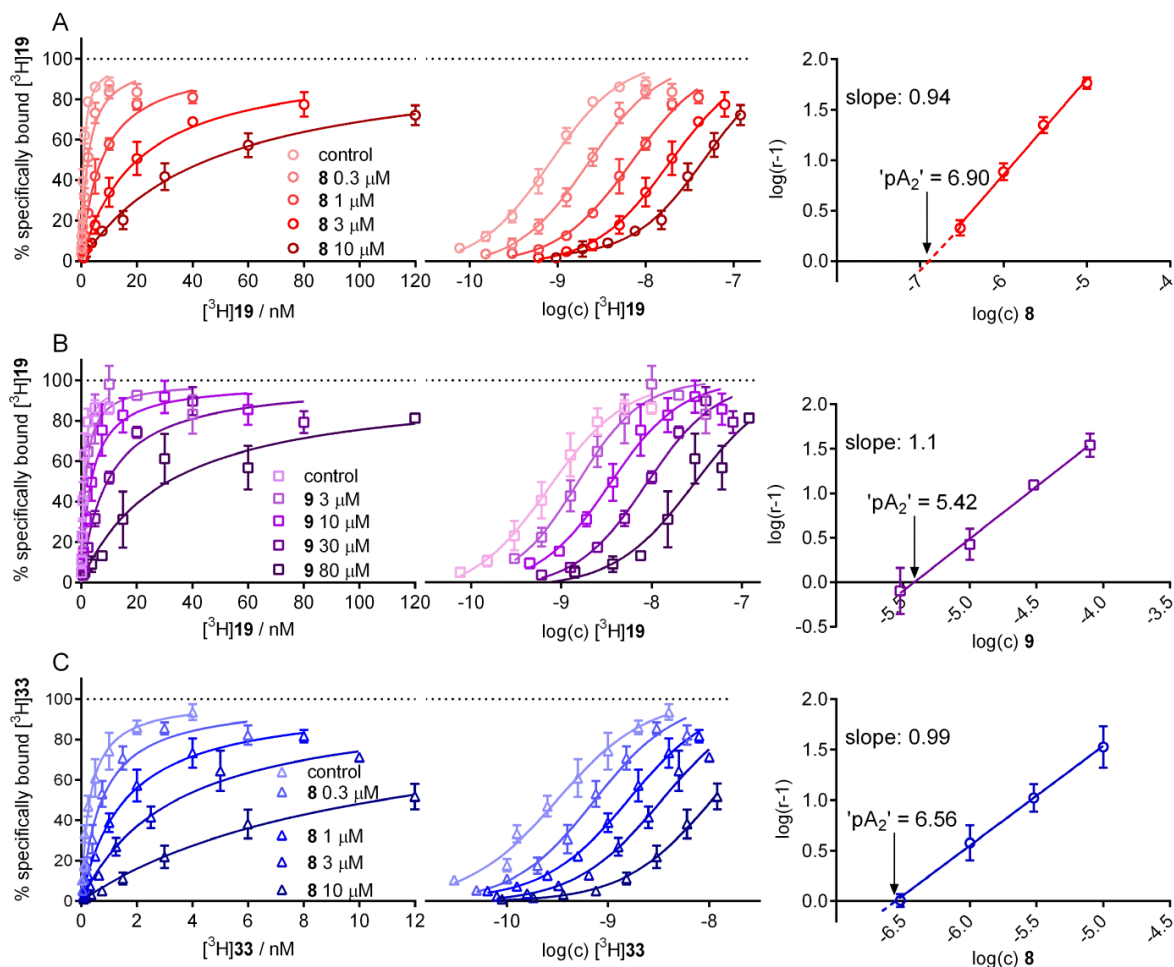 A
% specifically bound [³H]19
100
80
60
40
20
0
0 20 40 60 80 100 120
[³H]19 / nM
control
8 0.3 µM
8 1 µM
8 3 µM
8 10 µM
-10 -9 -8 -7
log(c) [³H]19
log(r-1)
2.0
1.5
1.0
0.5
0.0
slope: 0.94
'pA₂' = 6.90
-7 -6 -5 -4
log(c) 8
B
% specifically bound [³H]19
100
80
60
40
20
0
0 20 40 60 80 100 120
[³H]19 / nM
control
9 3 µM
9 10 µM
9 30 µM
9 80 µM
-10 -9 -8 -7
log(c) [³H]19
log(r-1)
2.0
1.5
1.0
0.5
0.0
-0.5
slope: 1.1
'pA₂' = 5.42
-5.5 -5.0 -4.5 -4.0 -3.5
log(c) 9
C
% specifically bound [³H]33
100
80
60
40
20
0
0 2 4 6 8 10 12
[³H]33 / nM
control
8 0.3 µM
8 1 µM
8 3 µM
8 10 µM
-10 -9 -8
log(c) [³H]33
log(r-1)
2.0
1.5
1.0
0.5
0.0
slope: 0.99
'pA₂' = 6.56
-6.5 -6.0 -5.5 -5.0 -4.5
log(c) 8